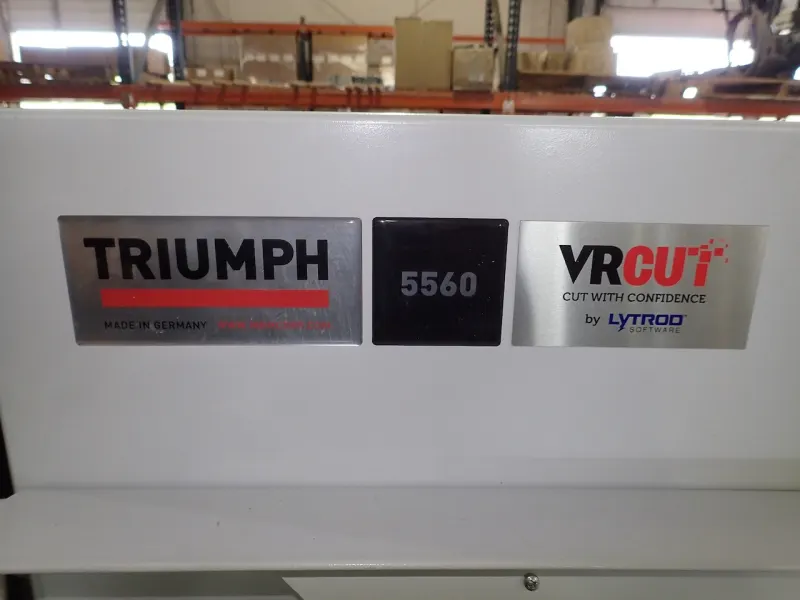 TRIUMPH
MADE IN GERMANY
5560
VRCUT
CUT WITH CONFIDENCE
by LYTROD
SOFTWARE